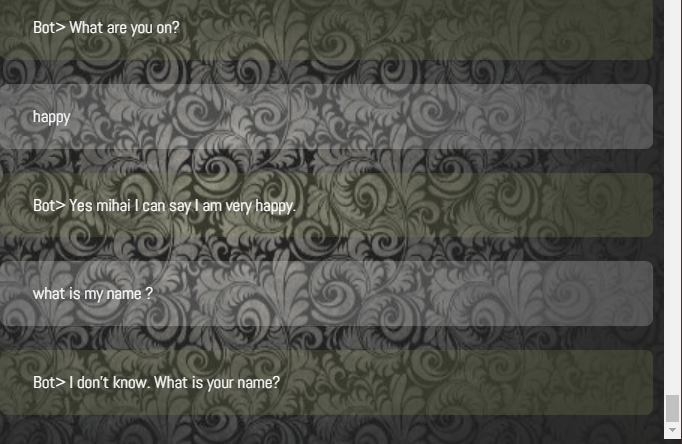 Bot> What are you on?
happy
Bot> Yes mihai I can say I am very happy.
what is my name ?
Bot> I don't know. What is your name?